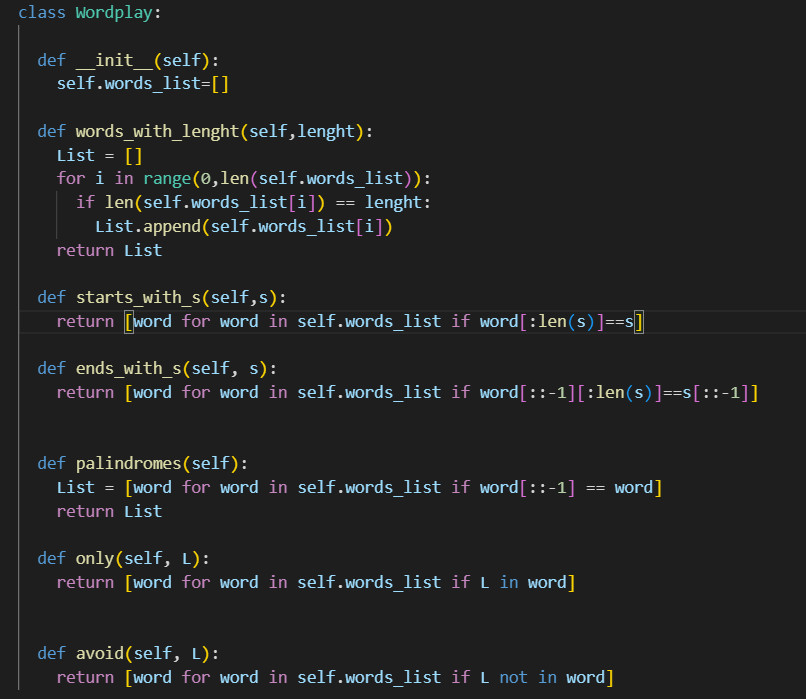 class Wordplay:
def __init__(self):
self.words_list=[]
def words_with_lenght(self,lenght):
List = []
for i in range(0,len(self.words_list)):
if len(self.words_list[i]) == lenght:
List.append(self.words_list[i])
return List
def starts_with_s(self,s):
return [word for word in self.words_list if word[:len(s)]==s]
def ends_with_s(self, s):
return [word for word in self.words_list if word[::-1][:len(s)]==s[::-1]]
def palindromes(self):
List = [word for word in self.words_list if word[::-1] == word]
return List
def only(self, L):
return [word for word in self.words_list if L in word]
def avoid(self, L):
return [word for word in self.words_list if L not in word]